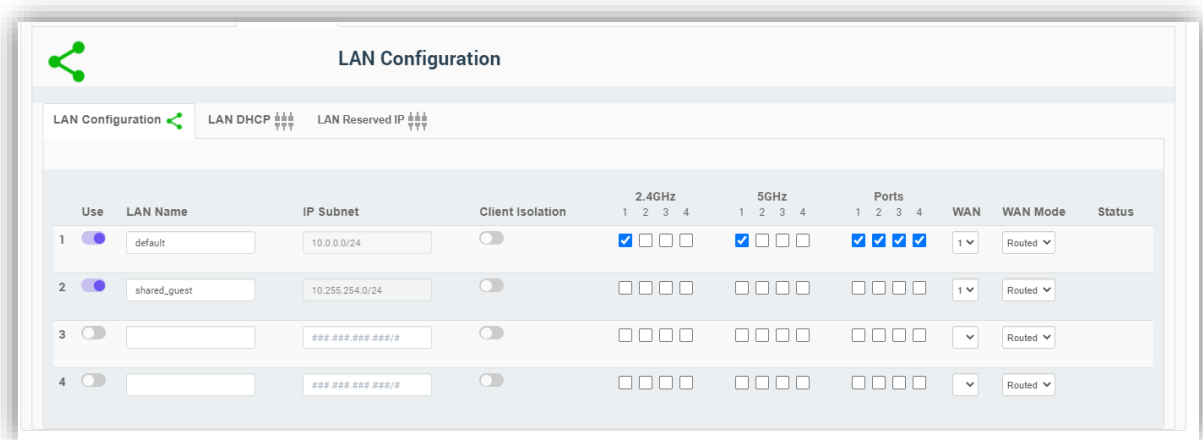 LAN Configuration
LAN Configuration LAN DHCP LAN Reserved IP
2.4GHz 5GHz Ports
Use LAN Name IP Subnet Client Isolation 1 2 3 4 1 2 3 4 1 2 3 4 WAN WAN Mode Status
1 default 10.0.0.0/24 1 Routed
2 shared_guest 10.255.254.0/24 1 Routed
3 ###.###.###.###/# Routed
4 ###.###.###.###/# Routed